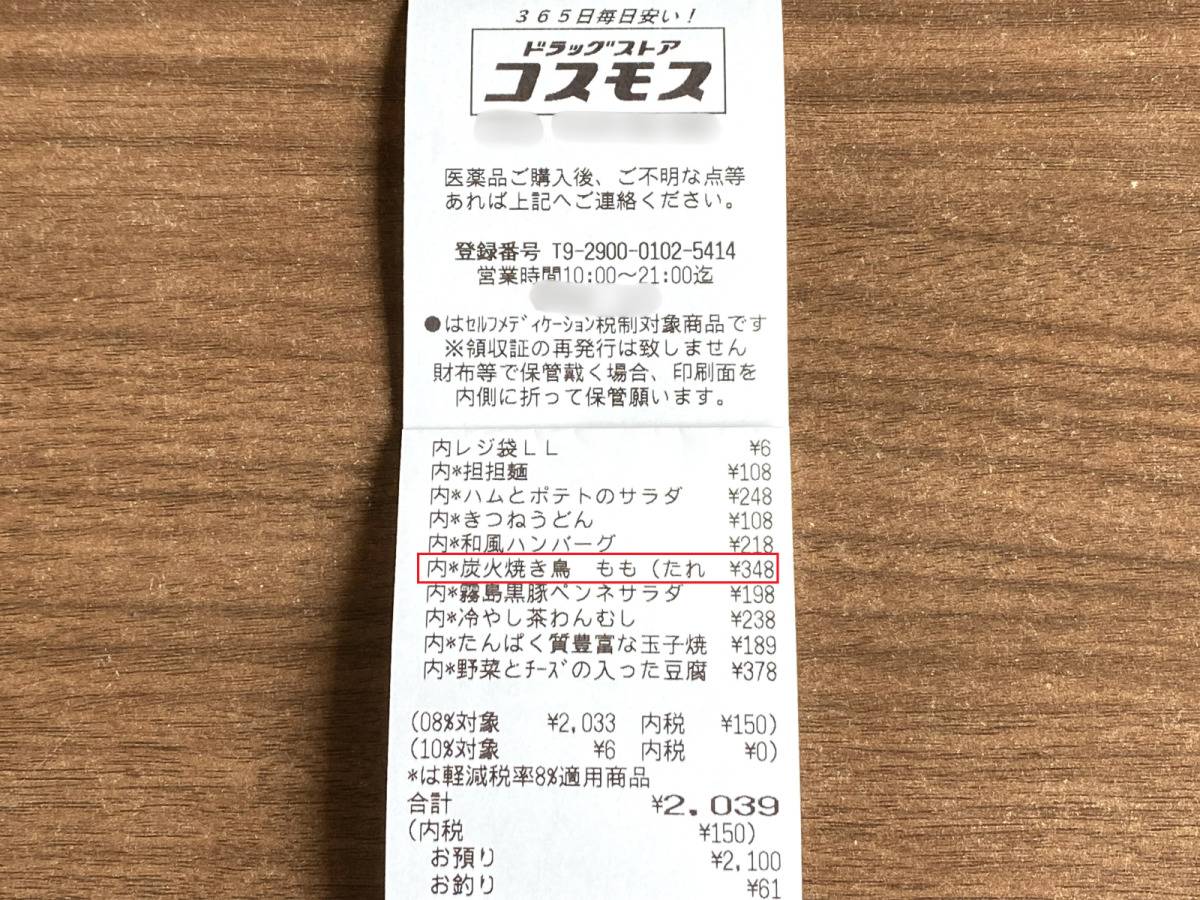 365日毎日安い！
ドラッグストア
コスモス
医薬品ご購入後、ご不明な点等
あれば上記へご連絡ください。
登録番号 T9-2900-0102-5414
営業時間10:00～21:00迄
●はｾﾙﾌﾒﾃﾞｨｹｰｼｮﾝ税制対象商品です
※領収証の再発行は致しません
財布等で保管戴く場合、印刷面を
内側に折って保管願います。
内レジ袋ＬＬ ¥6
内*担担麺 ¥108
内*ハムとポテトのサラダ ¥248
内*きつねうどん ¥108
内*和風ハンバーグ ¥218
内*炭火焼き鳥　もも（たれ ¥348
内*霧島黒豚ペンネサラダ ¥198
内*冷やし茶わんむし ¥238
内*たんぱく質豊富な玉子焼 ¥189
内*野菜とﾁｰｽﾞの入った豆腐 ¥378
(08%対象 ¥2,033 内税 ¥150)
(10%対象 ¥6 内税 ¥0)
*は軽減税率8%適用商品
合計 ¥2,039
(内税 ¥150)
お預り ¥2,100
お釣り ¥61